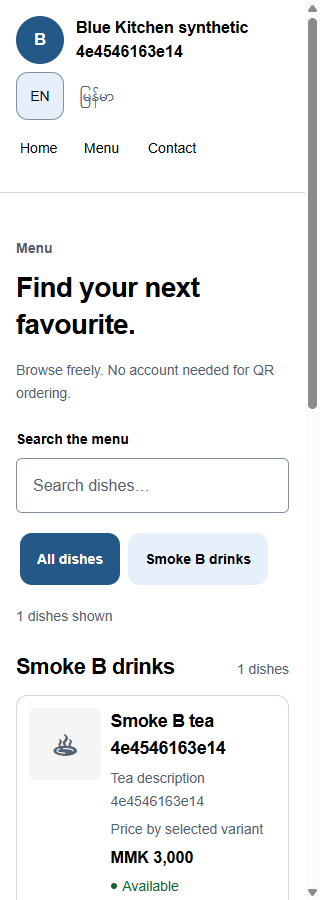 B
Blue Kitchen synthetic
4e4546163e14
EN
မြန်မာ
Home
Menu
Contact
Menu
Find your next
favourite.
Browse freely. No account needed for QR
ordering.
Search the menu
Search dishes…
All dishes
Smoke B drinks
1 dishes shown
Smoke B drinks
1 dishes
Smoke B tea
4e4546163e14
Tea description
4e4546163e14
Price by selected variant
MMK 3,000
Available